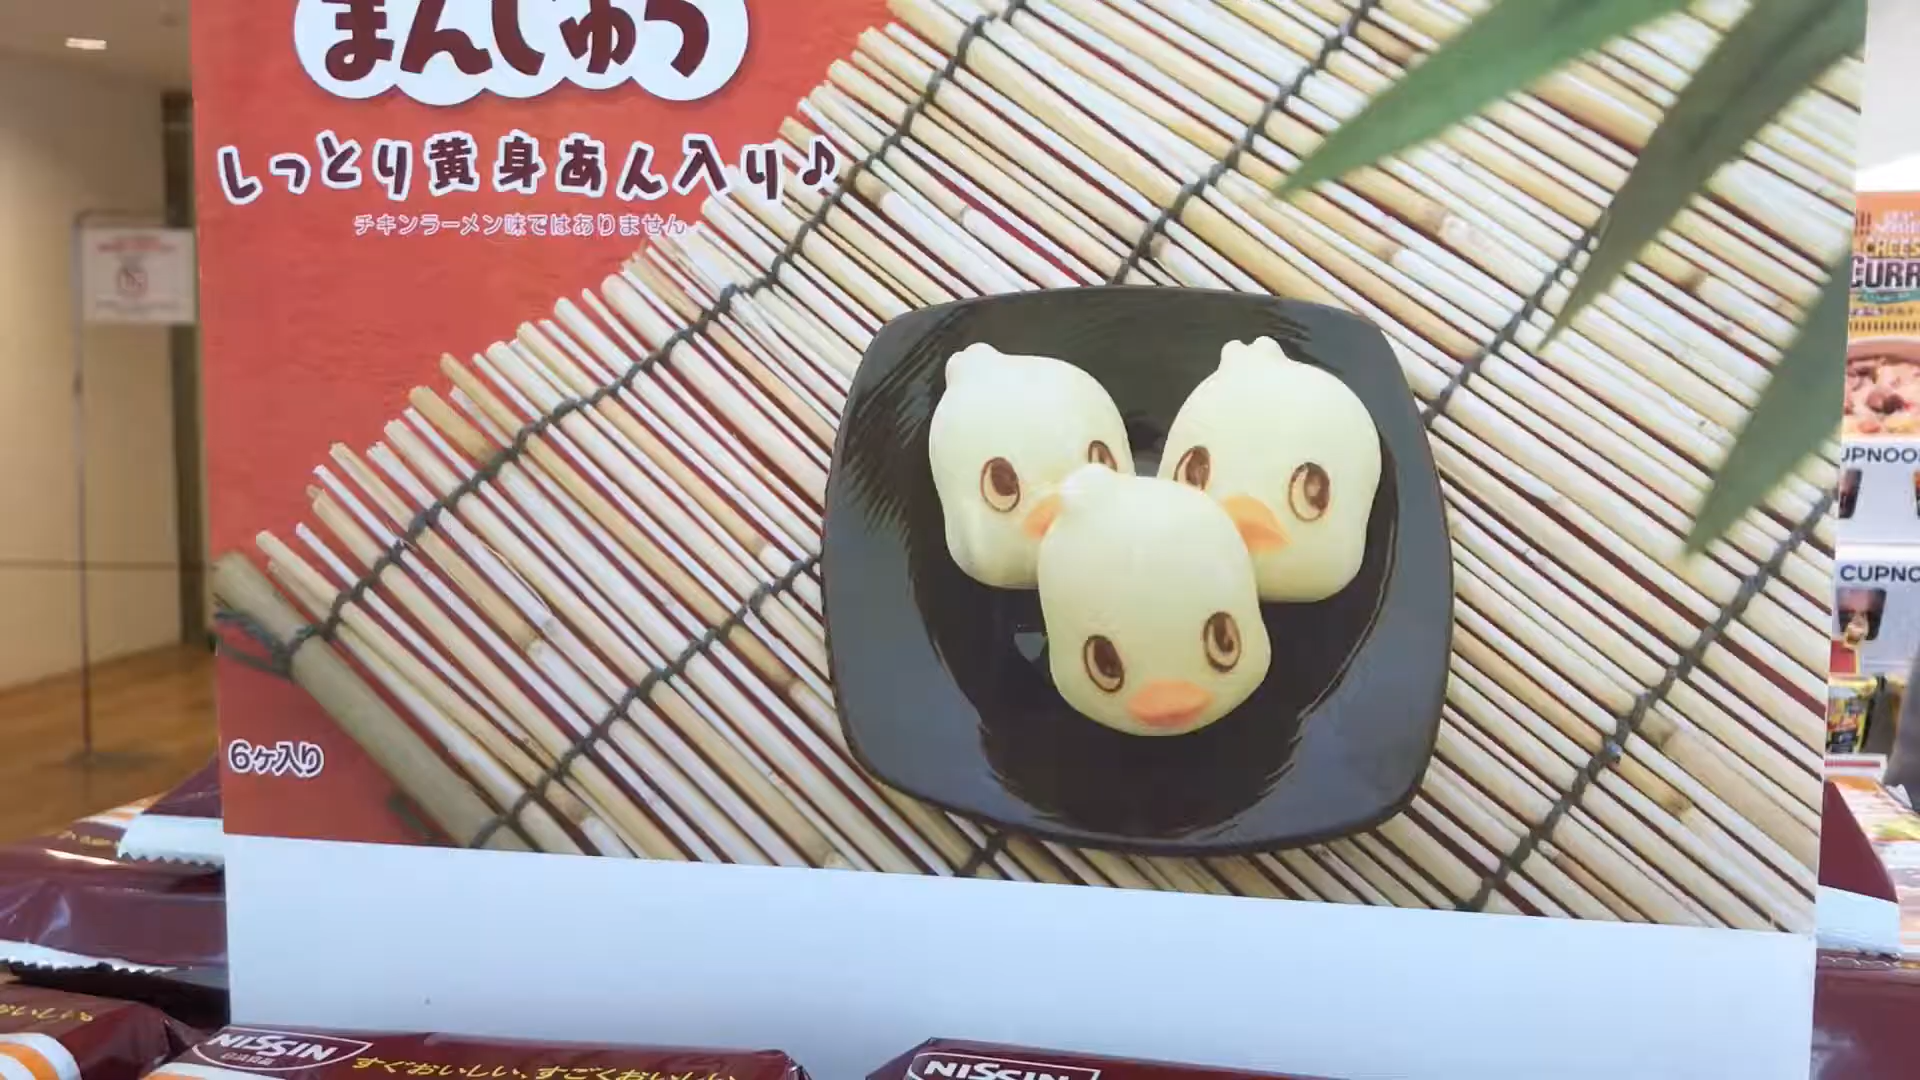 まんじゅう
しっとり黄身あん入り♪
チキンラーメン味ではありません
6ケ入り
CURR
UPNOO
CUPNO
NISSIN
すぐおいしい、すごくおいしい
NISSIN